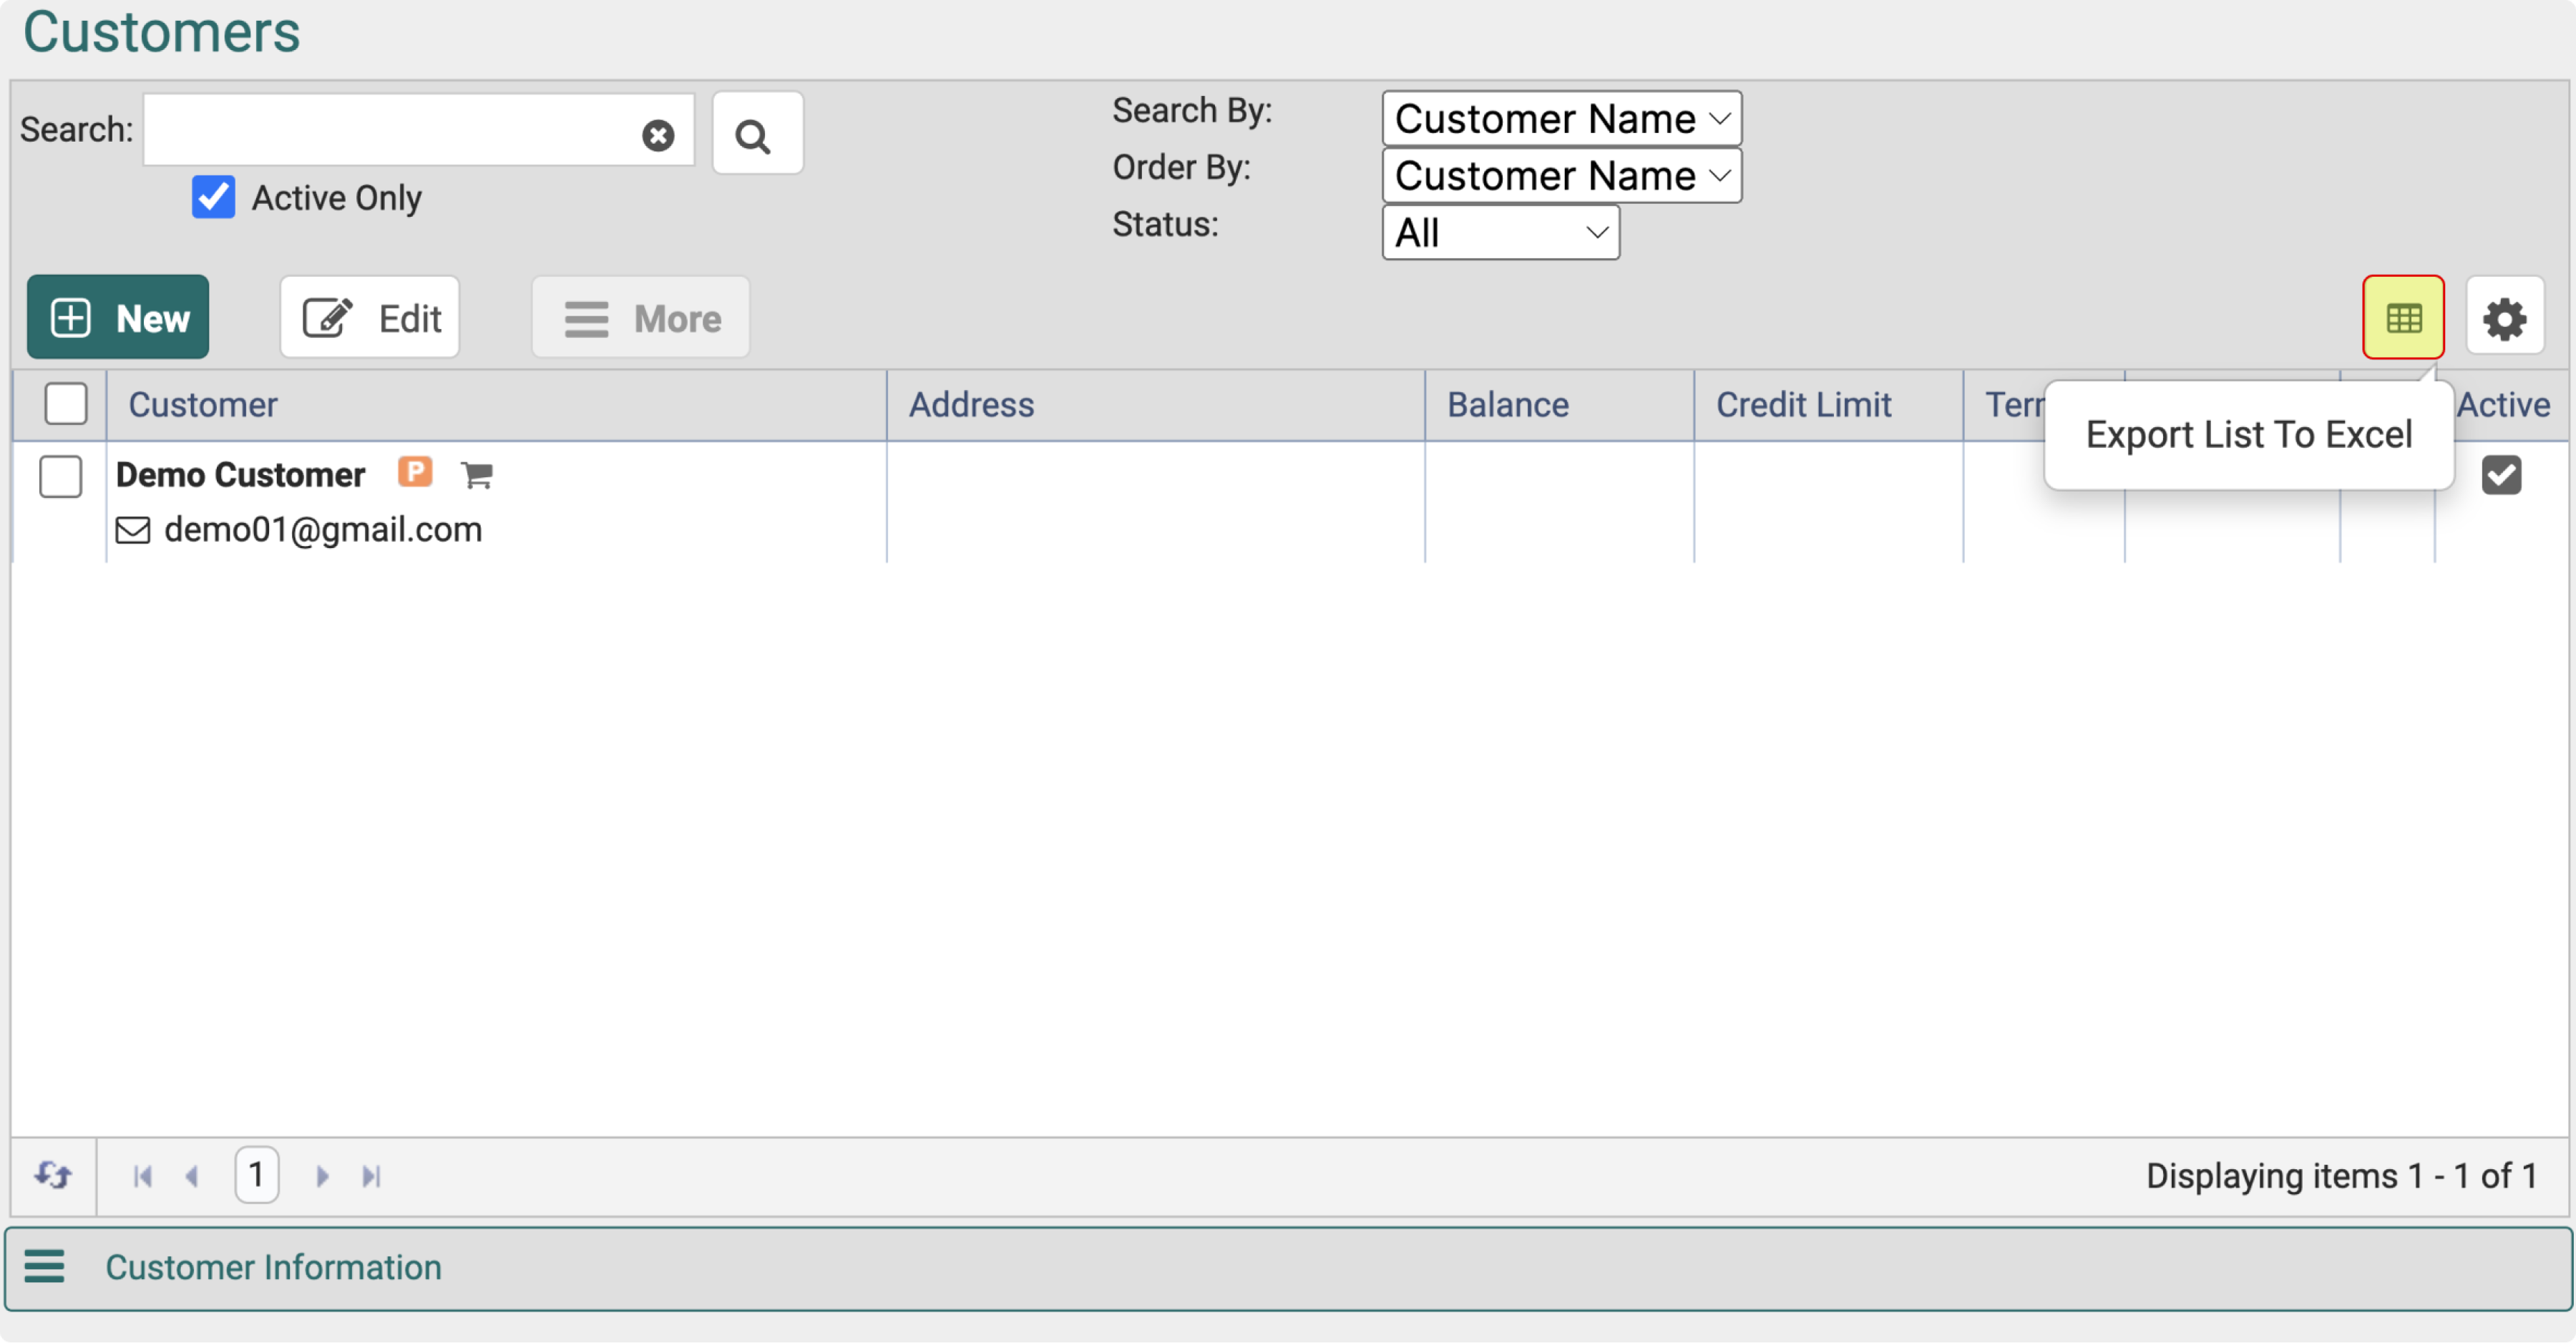 Customers
Search:
Search By: Customer Name
Order By: Customer Name
Active Only
Status: All
New Edit More
Customer Address Balance Credit Limit Active
Export List To Excel
Demo Customer P
demo01@gmail.com
1
Displaying items 1 - 1 of 1
Customer Information